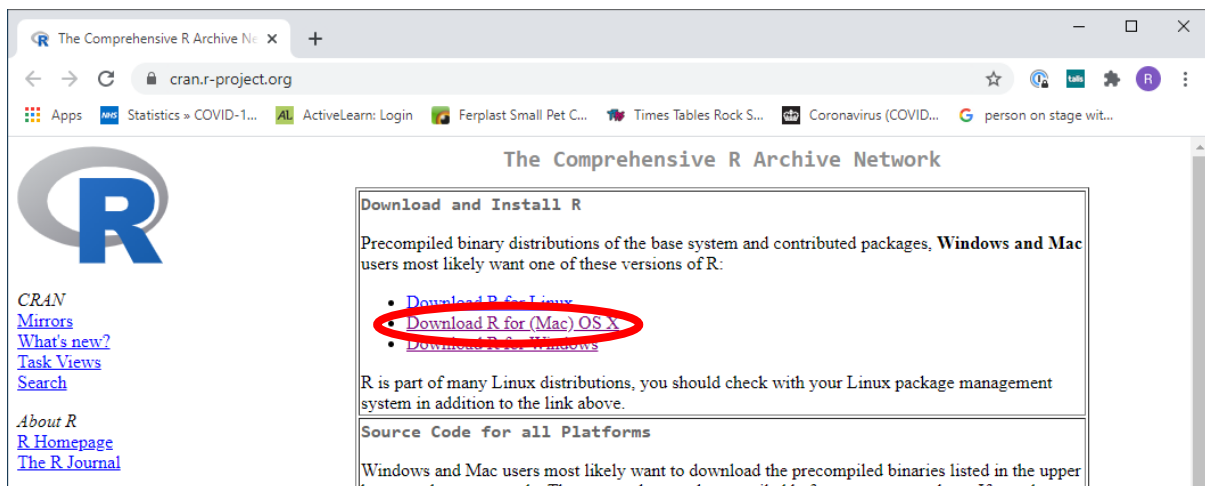 The Comprehensive R Archive Ne
cran.r-project.org
talis
R
Apps
NHS
Statistics » COVID-1...
AL
ActiveLearn: Login
Ferplast Small Pet C...
Times Tables Rock S...
Coronavirus (COVID...
G
person on stage wit...
R
The Comprehensive R Archive Network
Download and Install R
Precompiled binary distributions of the base system and contributed packages, Windows and Mac
users most likely want one of these versions of R:
Download R for Linux
Download R for (Mac) OS X
Download R for Windows
R is part of many Linux distributions, you should check with your Linux package management
system in addition to the link above.
Source Code for all Platforms
Windows and Mac users most likely want to download the precompiled binaries listed in the upper
CRAN
Mirrors
What's new?
Task Views
Search
About R
R Homepage
The R Journal